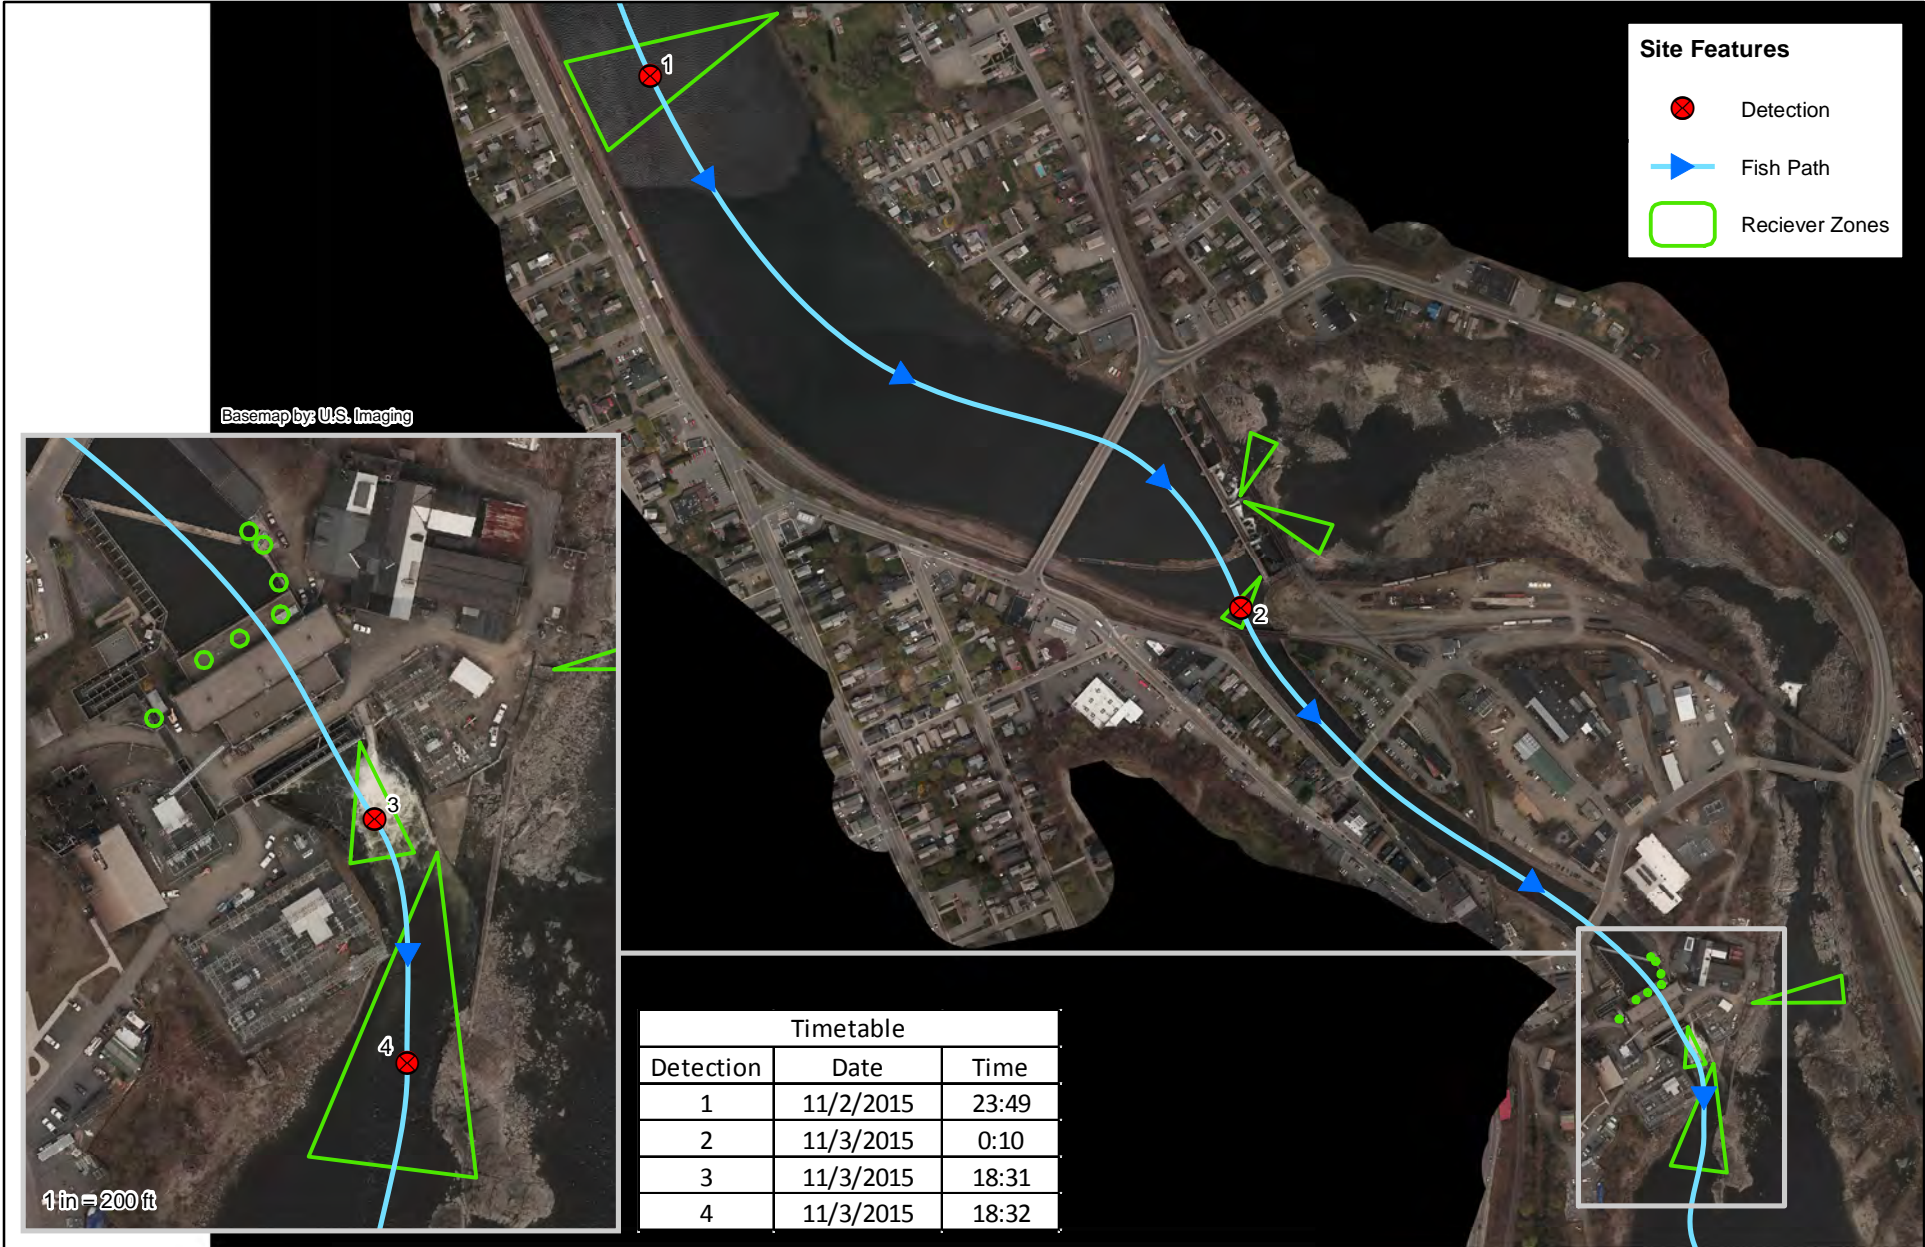 1
Site Features
Detection
Fish Path
Reciever Zones
Basemap by: U.S. Imaging
2
3
4
1 in = 200 ft
Timetable
Detection Date Time
1 11/2/2015 23:49
2 11/3/2015 0:10
3 11/3/2015 18:31
4 11/3/2015 18:32